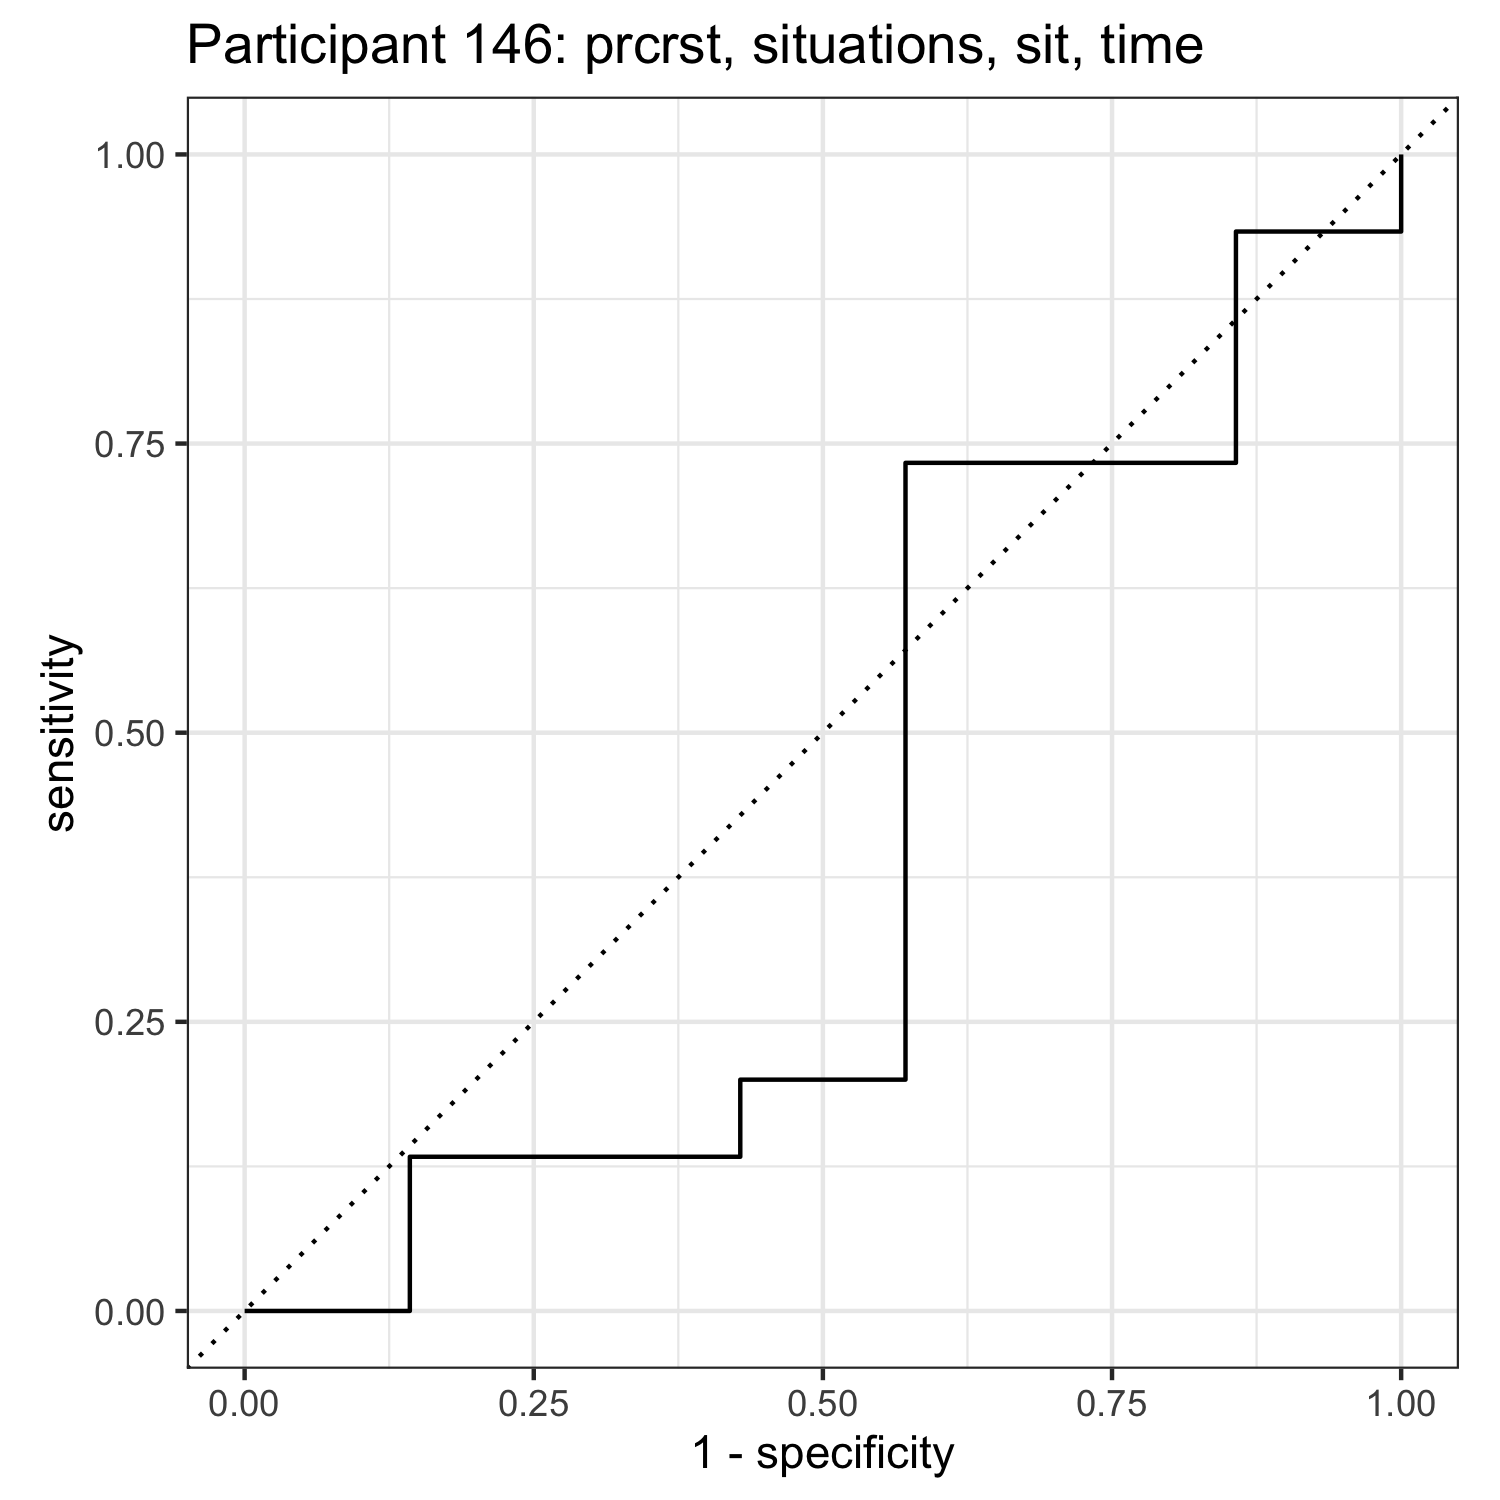 Participant 146: prcrst, situations, sit, time
1.00
0.75
0.50
0.25
0.00
sensitivity
0.00 0.25 0.50 0.75 1.00
1 - specificity